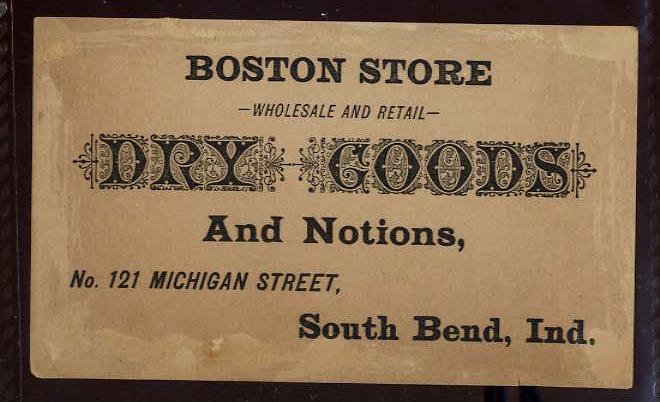 BOSTON STORE
—WHOLESALE AND RETAIL—
DRY GOODS
And Notions,
No. 121 MICHIGAN STREET,
South Bend, Ind.